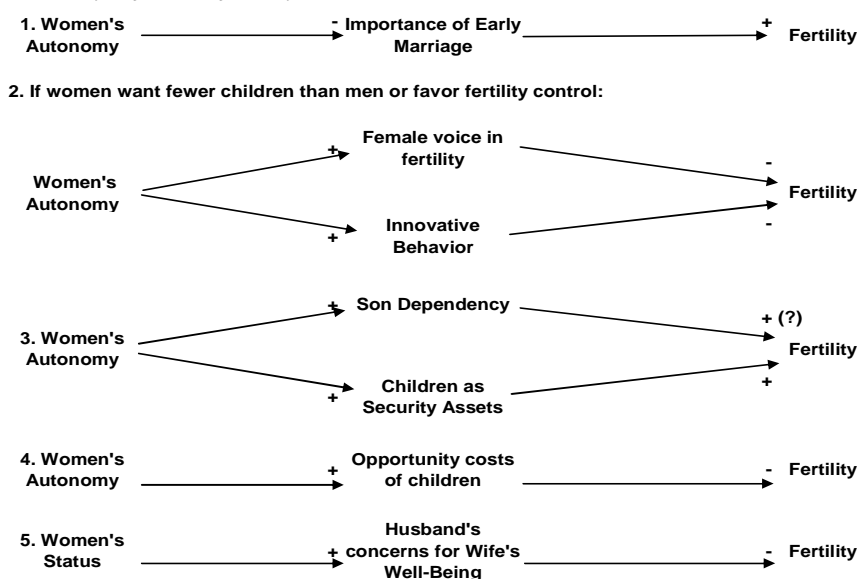 1. Women's
Autonomy
-
Importance of Early
Marriage
+
Fertility
2. If women want fewer children than men or favor fertility control:
Women's
Autonomy
+
Female voice in
fertility
-
+
Innovative
Behavior
-
Fertility
3. Women's
Autonomy
+
Son Dependency
+ (?)
+
Children as
Security Assets
+
Fertility
4. Women's
Autonomy
+
Opportunity costs
of children
-
Fertility
5. Women's
Status
+
Husband's
concerns for Wife's
Well-Being
-
Fertility